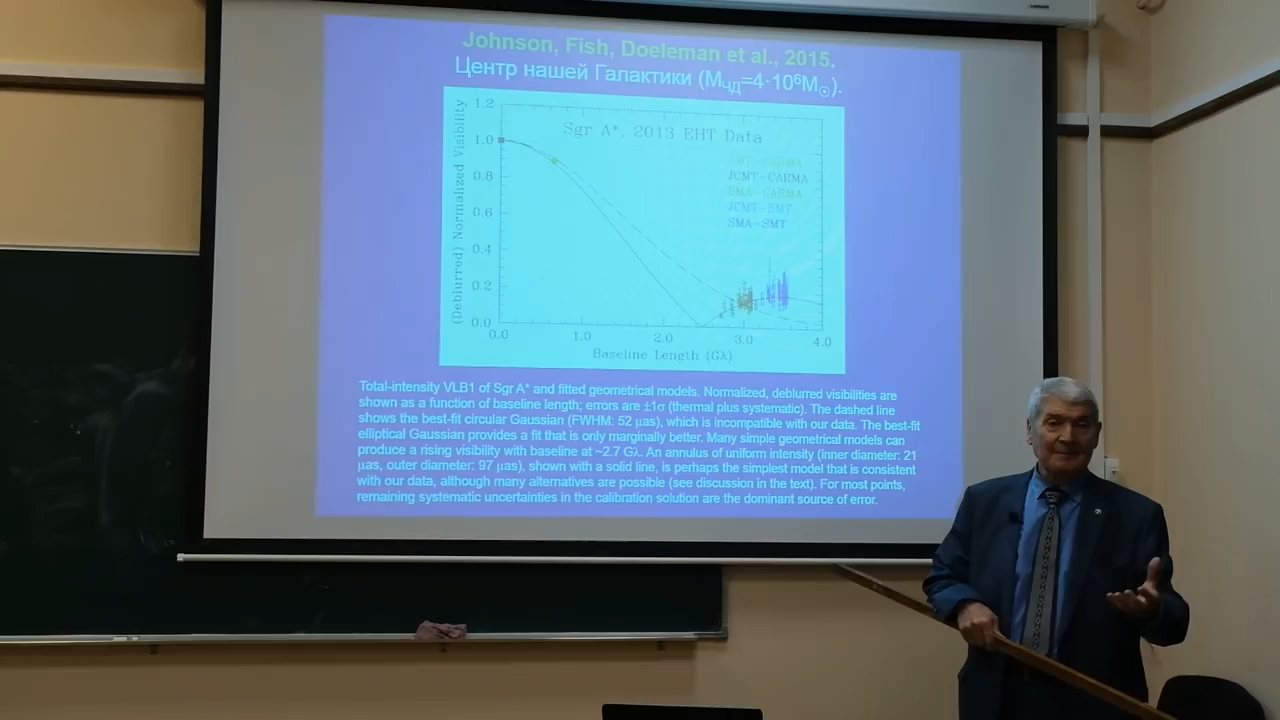 Johnson, Fish, Doeleman et al., 2015.
Центр нашей Галактики (МЧД=4·10⁶М☉).
(Deblurred) Normalized Visibility
1.2
1.0
0.8
0.6
0.4
0.2
0.0
Sgr A*, 2013 EHT Data
SMT-CARMA
JCMT-CARMA
SMA-CARMA
JCMT-SMT
SMA-SMT
0.0 1.0 2.0 3.0 4.0
Baseline Length (Gλ)
Total-intensity VLB1 of Sgr A* and fitted geometrical models. Normalized, deblurred visibilities are
shown as a function of baseline length; errors are ±1σ (thermal plus systematic). The dashed line
shows the best-fit circular Gaussian (FWHM: 52 μas), which is incompatible with our data. The best-fit
elliptical Gaussian provides a fit that is only marginally better. Many simple geometrical models can
produce a rising visibility with baseline at ~2.7 Gλ. An annulus of uniform intensity (inner diameter: 21
μas, outer diameter: 97 μas), shown with a solid line, is perhaps the simplest model that is consistent
with our data, although many alternatives are possible (see discussion in the text). For most points,
remaining systematic uncertainties in the calibration solution are the dominant source of error.